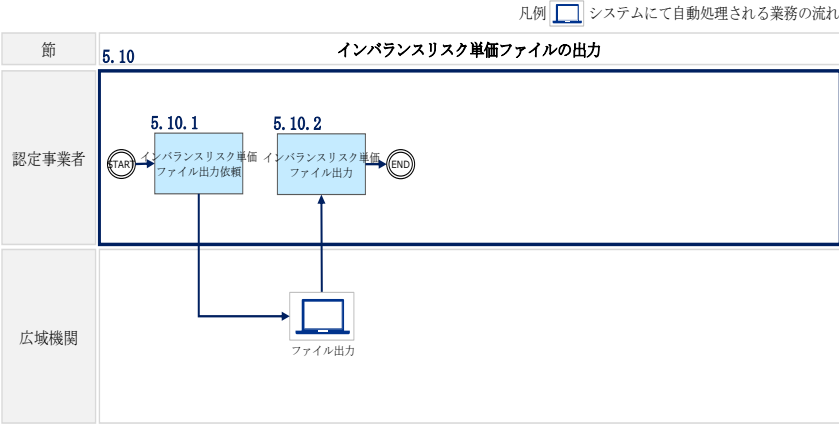 凡例 システムにて自動処理される業務の流れ
節
5.10
インバランスリスク単価ファイルの出力
認定事業者
START
5.10.1
インバランスリスク単価
ファイル出力依頼
5.10.2
インバランスリスク単価
ファイル出力
END
広域機関
ファイル出力